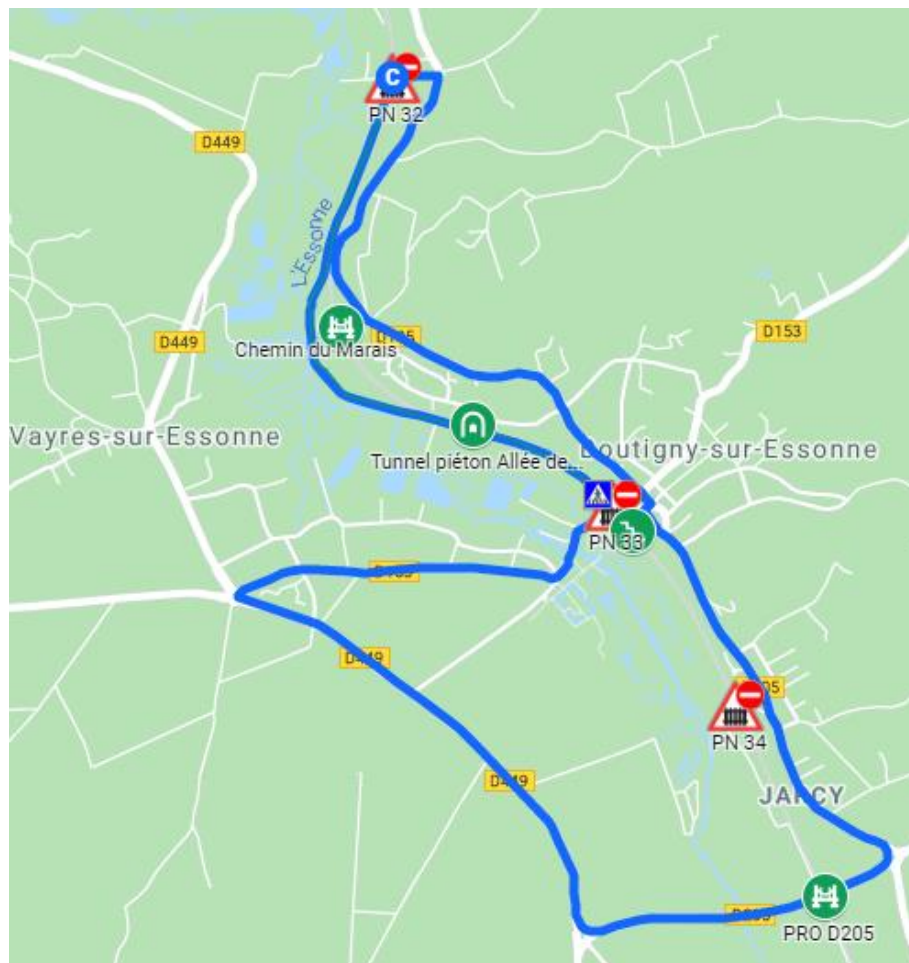 C
PN 32
D449
L'Essonne
D449
Chemin du Marais
D153
Vayres-sur-Essonne
Boutigny-sur-Essonne
Tunnel piéton Allée de...
PN 33
D449
PN 34
D449
JARCY
PRO D205